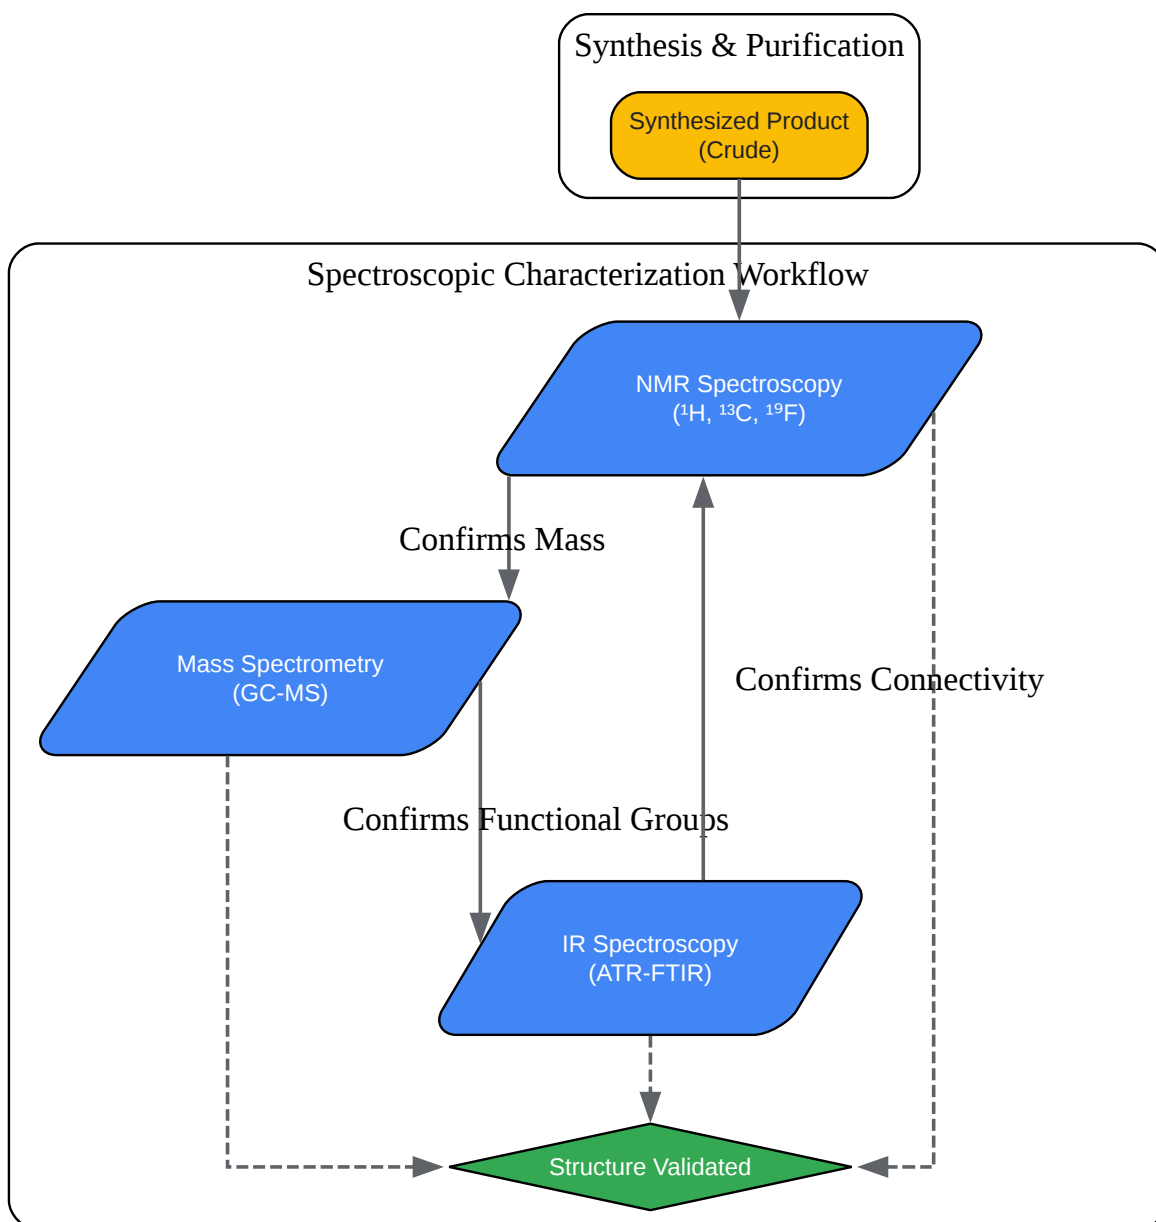 Synthesis & Purification
Synthesized Product
(Crude)
Spectroscopic Characterization Workflow
NMR Spectroscopy
(¹H, ¹³C, ¹⁹F)
Confirms Mass
Mass Spectrometry
(GC-MS)
Confirms Connectivity
Confirms Functional Groups
IR Spectroscopy
(ATR-FTIR)
Structure Validated